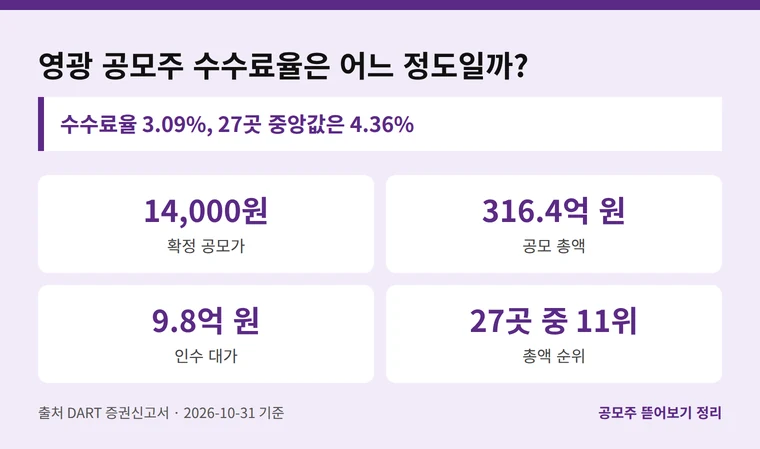 영광 공모주 수수료율은 어느 정도일까?
수수료율 3.09%, 27곳 중앙값은 4.36%
14,000원
확정 공모가
316.4억 원
공모 총액
9.8억 원
인수 대가
27곳 중 11위
총액 순위
출처 DART 증권신고서 · 2026-10-31 기준
공모주 뜯어보기 정리